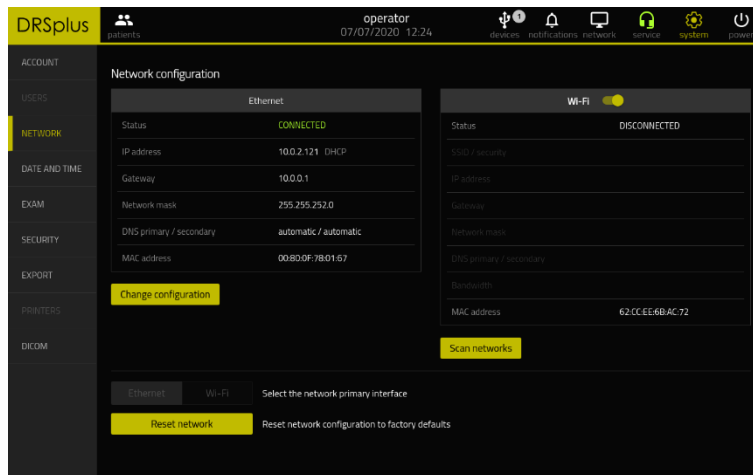 DRSplus
patients
operator
07/07/2020 12:24
1
devices notifications network service system power
ACCOUNT
USERS
NETWORK
DATE AND TIME
EXAM
SECURITY
EXPORT
PRINTERS
DICOM
Network configuration
Ethernet
Status CONNECTED
IP address 10.0.2.121 DHCP
Gateway 10.0.0.1
Network mask 255.255.252.0
DNS primary / secondary automatic / automatic
MAC address 00:80:0F:78:01:67
Change configuration
Wi-Fi
Status DISCONNECTED
SSID / security
IP address
Gateway
Network mask
DNS primary / secondary
Bandwidth
MAC address 62:CC:EE:6B:AC:72
Scan networks
Ethernet Wi-Fi Select the network primary interface
Reset network Reset network configuration to factory defaults